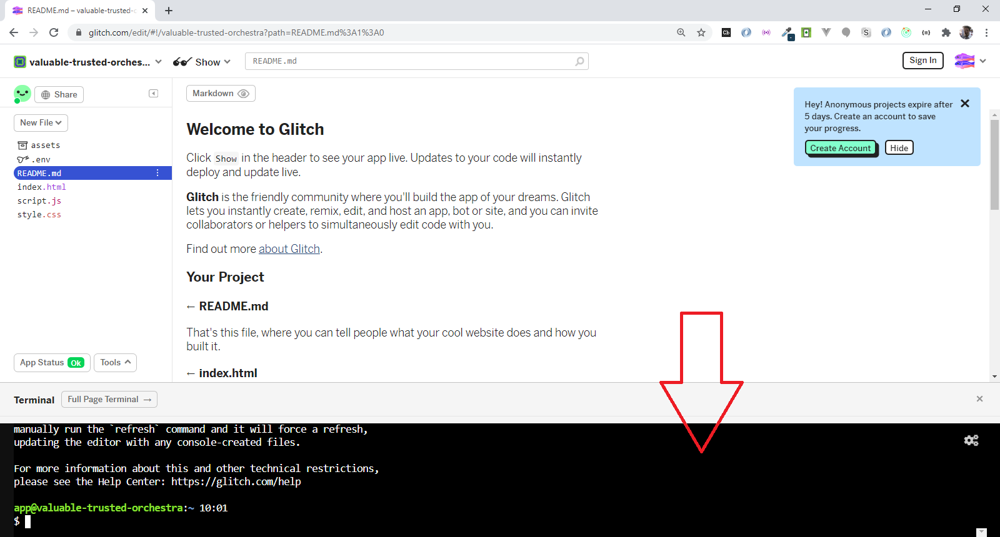 README.md – valuable-trusted-c
glitch.com/edit/#!/valuable-trusted-orchestra?path=README.md%3A1%3A0
valuable-trusted-orches...
Show
README.md
Sign In
Share
New File
assets
.env
README.md
index.html
script.js
style.css
App Status Ok
Tools
Markdown
Welcome to Glitch
Click Show in the header to see your app live. Updates to your code will instantly
deploy and update live.
Glitch is the friendly community where you'll build the app of your dreams. Glitch
lets you instantly create, remix, edit, and host an app, bot or site, and you can invite
collaborators or helpers to simultaneously edit code with you.
Find out more about Glitch.
Your Project
← README.md
That's this file, where you can tell people what your cool website does and how you
built it.
← index.html
Hey! Anonymous projects expire after
5 days. Create an account to save
your progress.
Create Account
Hide
Terminal
Full Page Terminal →
manually run the `refresh` command and it will force a refresh,
updating the editor with any console-created files.
For more information about this and other technical restrictions,
please see the Help Center: https://glitch.com/help
app@valuable-trusted-orchestra:~ 10:01
$